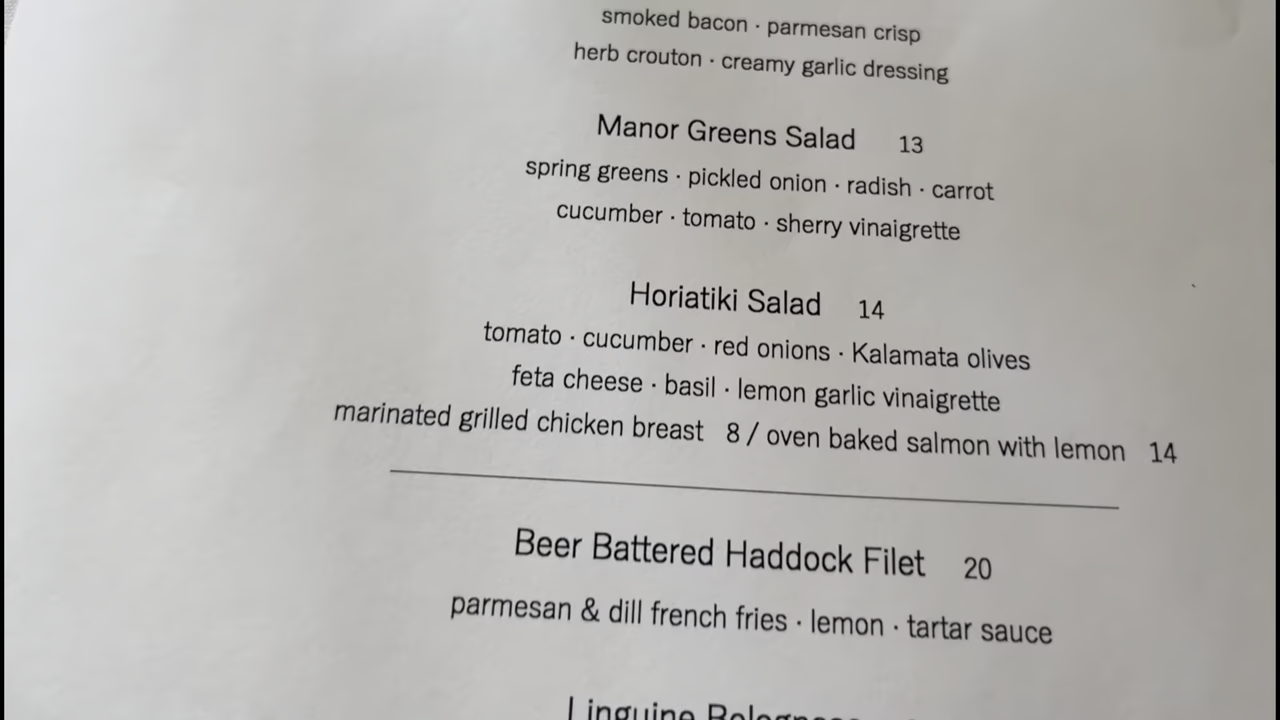 smoked bacon · parmesan crisp
herb crouton · creamy garlic dressing
Manor Greens Salad 13
spring greens · pickled onion · radish · carrot
cucumber · tomato · sherry vinaigrette
Horiatiki Salad 14
tomato · cucumber · red onions · Kalamata olives
feta cheese · basil · lemon garlic vinaigrette
marinated grilled chicken breast 8 / oven baked salmon with lemon 14
Beer Battered Haddock Filet 20
parmesan & dill french fries · lemon · tartar sauce
Linguine